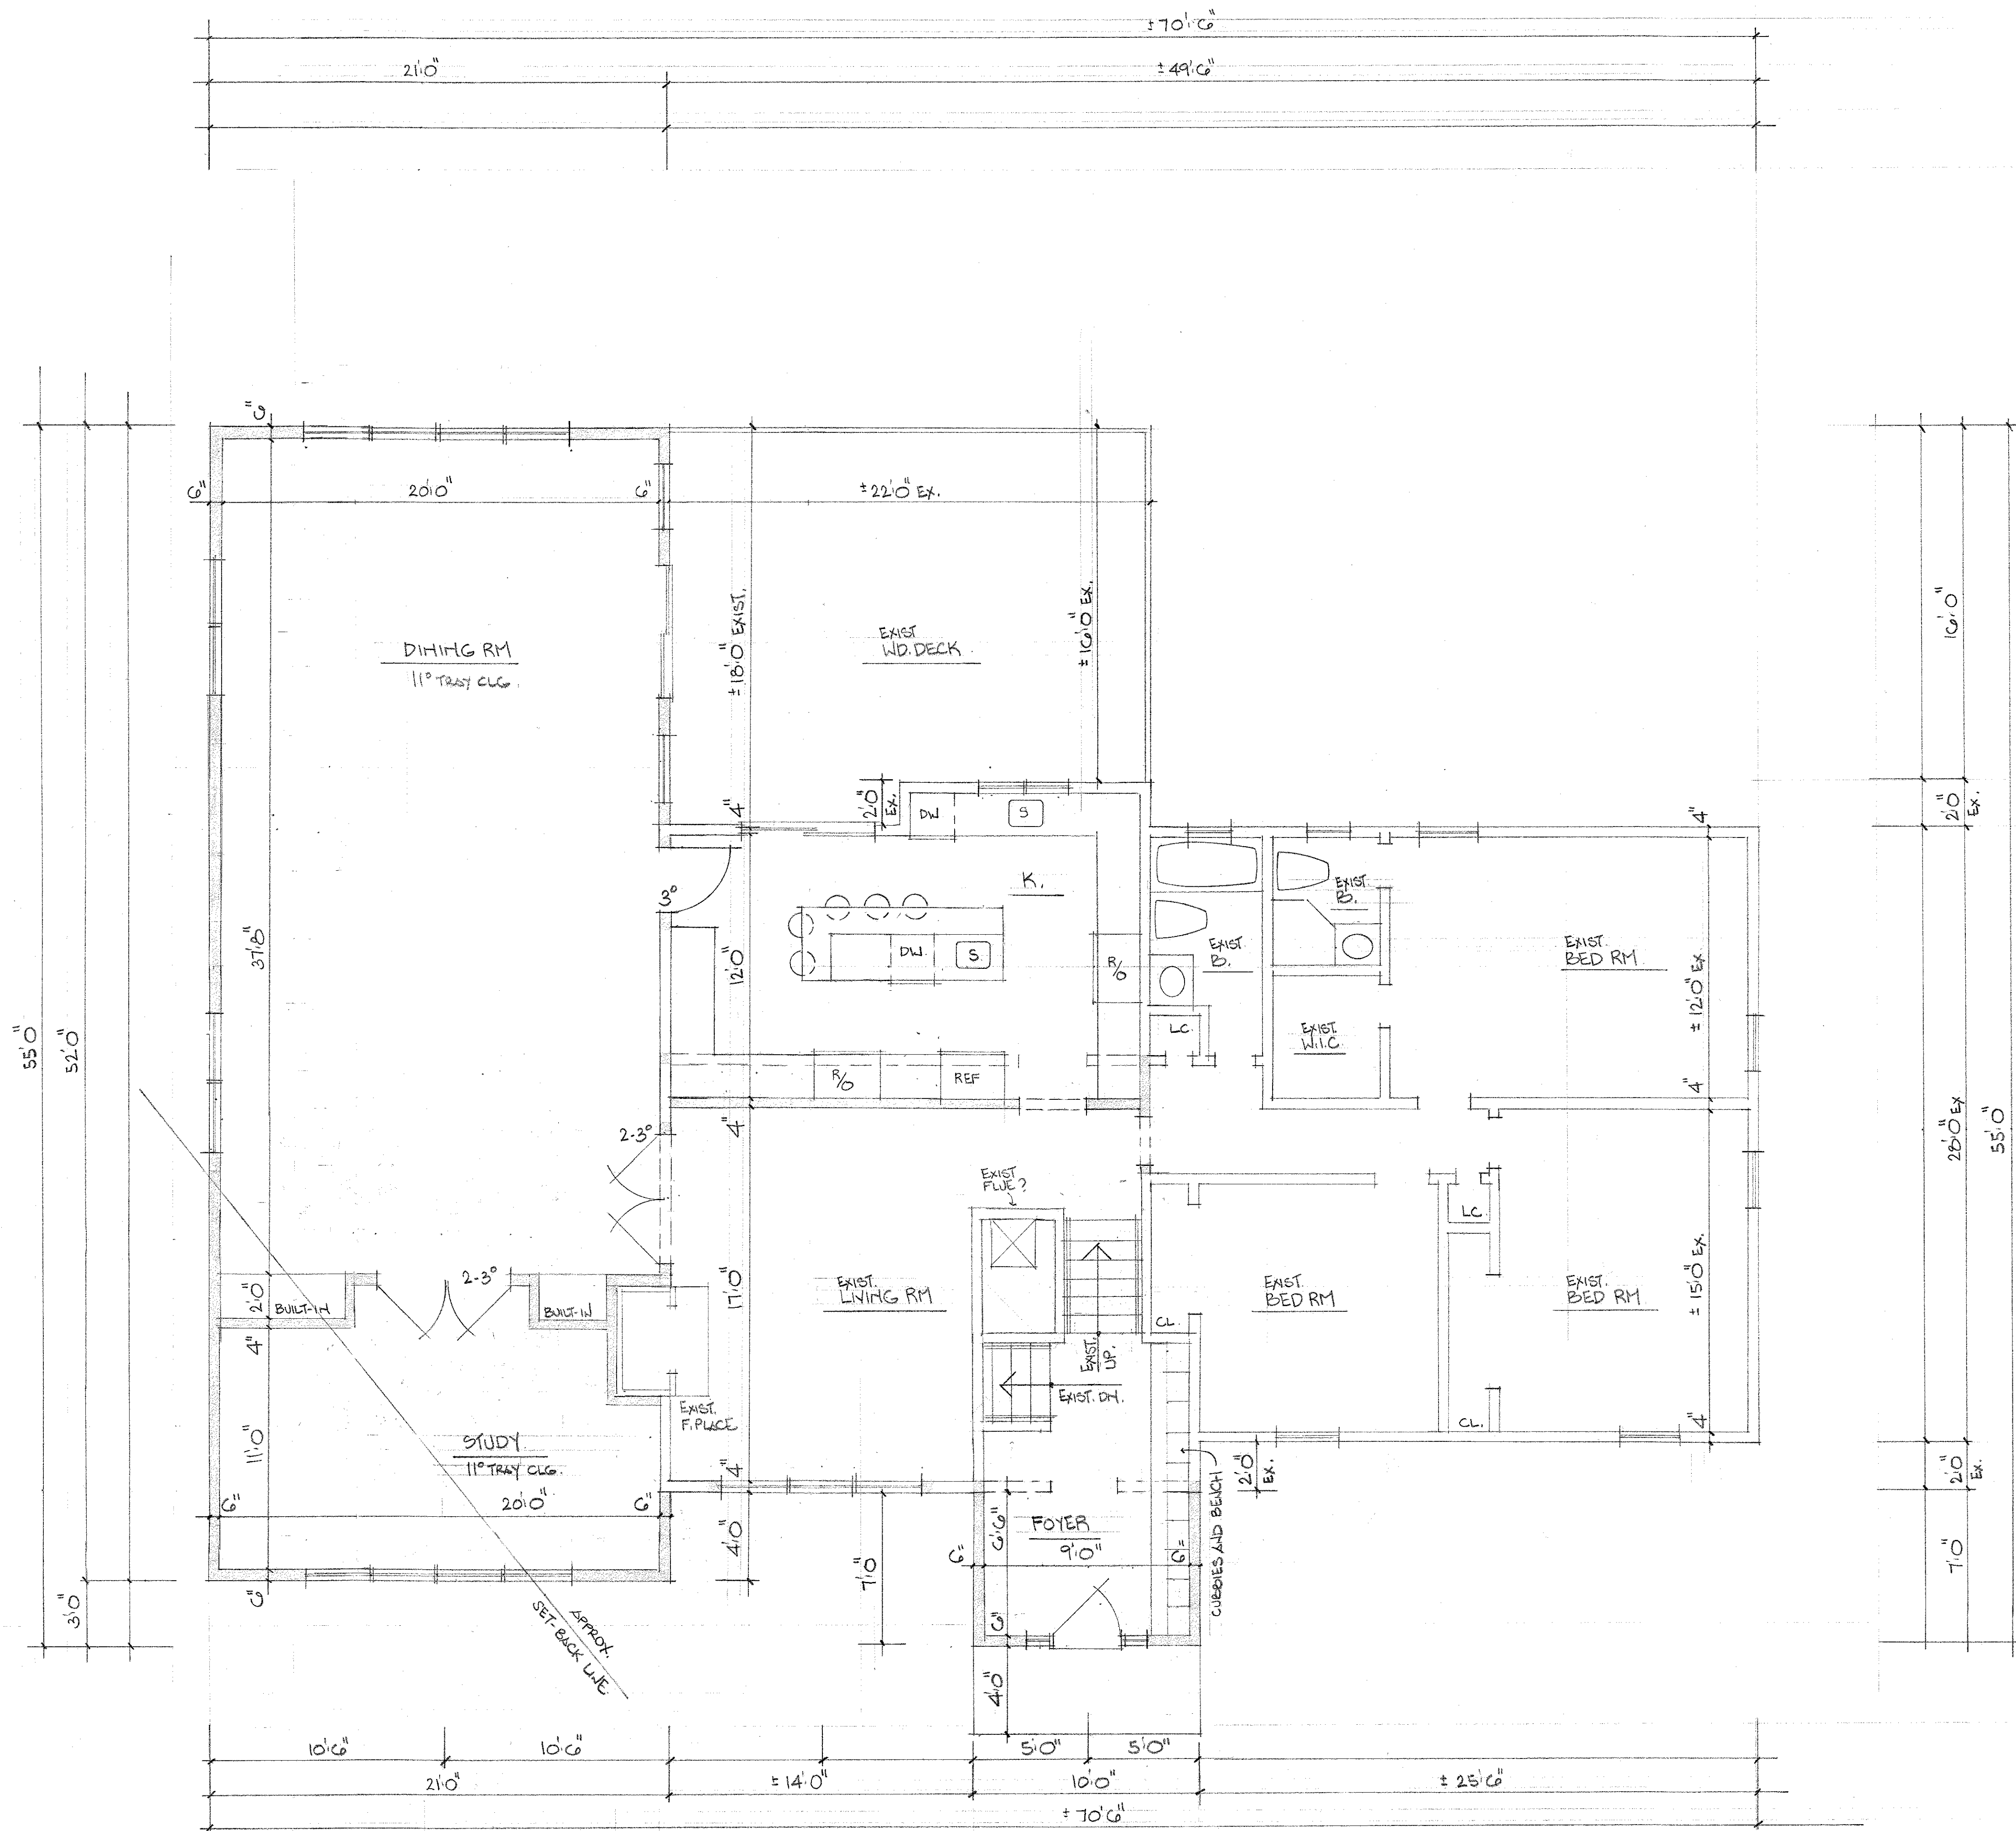 ±70'6"
21'0"
±49'6"
6"
6"
20'0"
6"
±22'0" EX.
±18'0" EXIST.
±16'0" EX.
16'0"
DINING RM
11° TRAY CLG.
EXIST
WD. DECK
4"
2'0"
EX.
DW
S
4"
2'0"
EX.
3°
K.
EXIST.
B.
37'8"
12'0"
DW
S
R/O
EXIST.
B.
EXIST.
BED RM
±12'0" EX.
55'0"
52'0"
LC.
EXIST.
W.I.C.
R/O
REF
4"
4"
2-3°
28'0" EX
55'0"
EXIST
FLUE?
LC.
2'0"
BUILT-IN
2-3°
BUILT-IN
17'0"
EXIST.
LIVING RM
EXIST.
BED RM
EXIST.
BED RM
±15'0" EX.
CL.
4"
EXIST.
UP.
EXIST. DN.
EXIST.
F.PLACE
CL.
4"
11'0"
STUDY
11° TRAY CLG.
4"
2'0"
EX.
2'0"
EX.
6"
20'0"
6"
4'0"
7'0"
6"
6'6"
FOYER
9'0"
6"
CUBBIES AND BENCH
7'0"
6"
3'0"
6"
APPROX.
SET-BACK LINE
4'0"
10'6"
10'6"
5'0"
5'0"
21'0"
±14'0"
10'0"
±25'6"
±70'6"